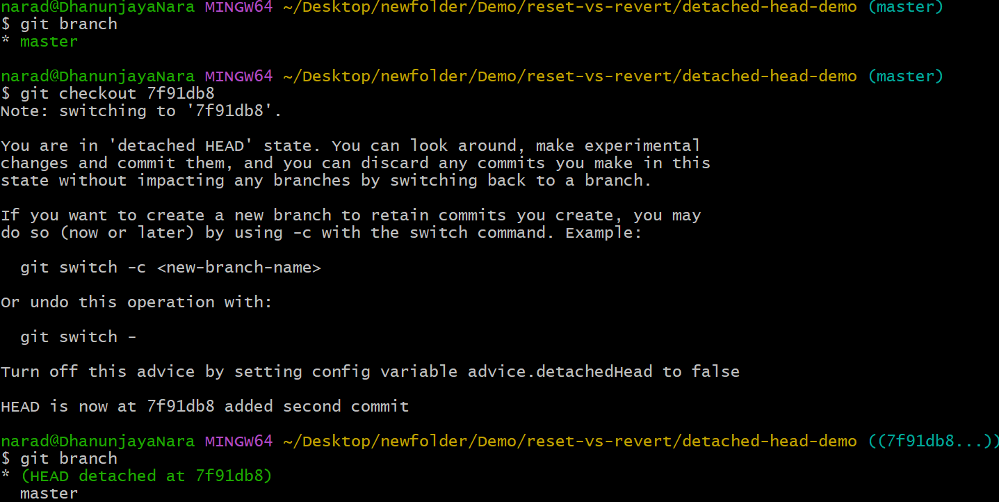 narad@DhanunjayaNara MINGW64 ~/Desktop/newfolder/Demo/reset-vs-revert/detached-head-demo (master)
$ git branch
* master
narad@DhanunjayaNara MINGW64 ~/Desktop/newfolder/Demo/reset-vs-revert/detached-head-demo (master)
$ git checkout 7f91db8
Note: switching to '7f91db8'.
You are in 'detached HEAD' state. You can look around, make experimental
changes and commit them, and you can discard any commits you make in this
state without impacting any branches by switching back to a branch.
If you want to create a new branch to retain commits you create, you may
do so (now or later) by using -c with the switch command. Example:
git switch -c <new-branch-name>
Or undo this operation with:
git switch -
Turn off this advice by setting config variable advice.detachedHead to false
HEAD is now at 7f91db8 added second commit
narad@DhanunjayaNara MINGW64 ~/Desktop/newfolder/Demo/reset-vs-revert/detached-head-demo ((7f91db8...))
$ git branch
* (HEAD detached at 7f91db8)
master